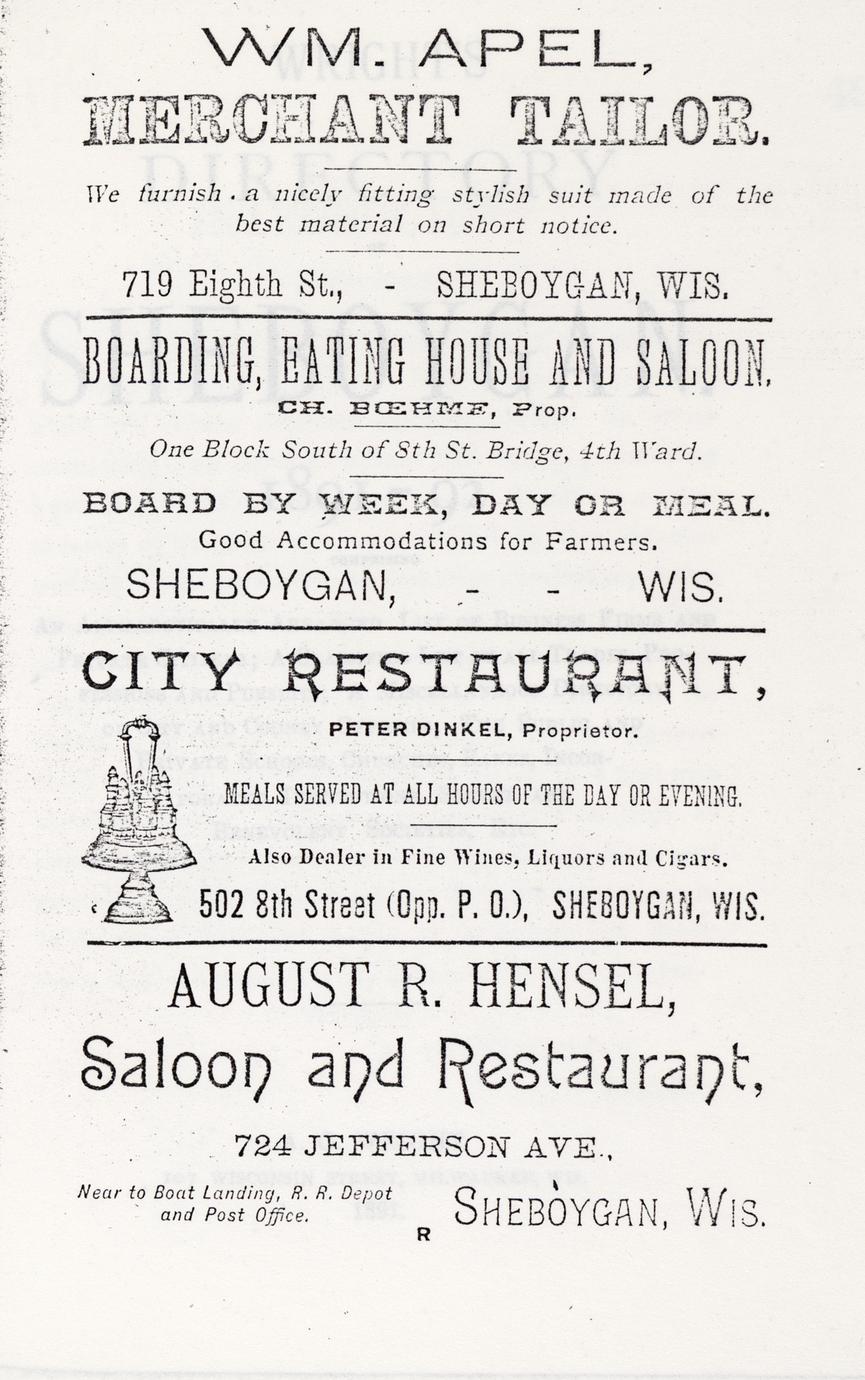 WM. APEL,
MERCHANT TAILOR.
We furnish a nicely fitting stylish suit made of the
best material on short notice.
719 Eighth St., - SHEBOYGAN, WIS.
BOARDING, EATING HOUSE AND SALOON,
CH. BŒHME, Prop.
One Block South of 8th St. Bridge, 4th Ward.
BOARD BY WEEK, DAY OR MEAL.
Good Accommodations for Farmers.
SHEBOYGAN, - - WIS.
CITY RESTAURANT,
PETER DINKEL, Proprietor.
MEALS SERVED AT ALL HOURS OF THE DAY OR EVENING.
Also Dealer in Fine Wines, Liquors and Cigars.
502 8th Street (Opp. P. O.), SHEBOYGAN, WIS.
AUGUST R. HENSEL,
Saloon and Restaurant,
724 JEFFERSON AVE.,
Near to Boat Landing, R. R. Depot
and Post Office.
SHEBOYGAN, WIS.
R